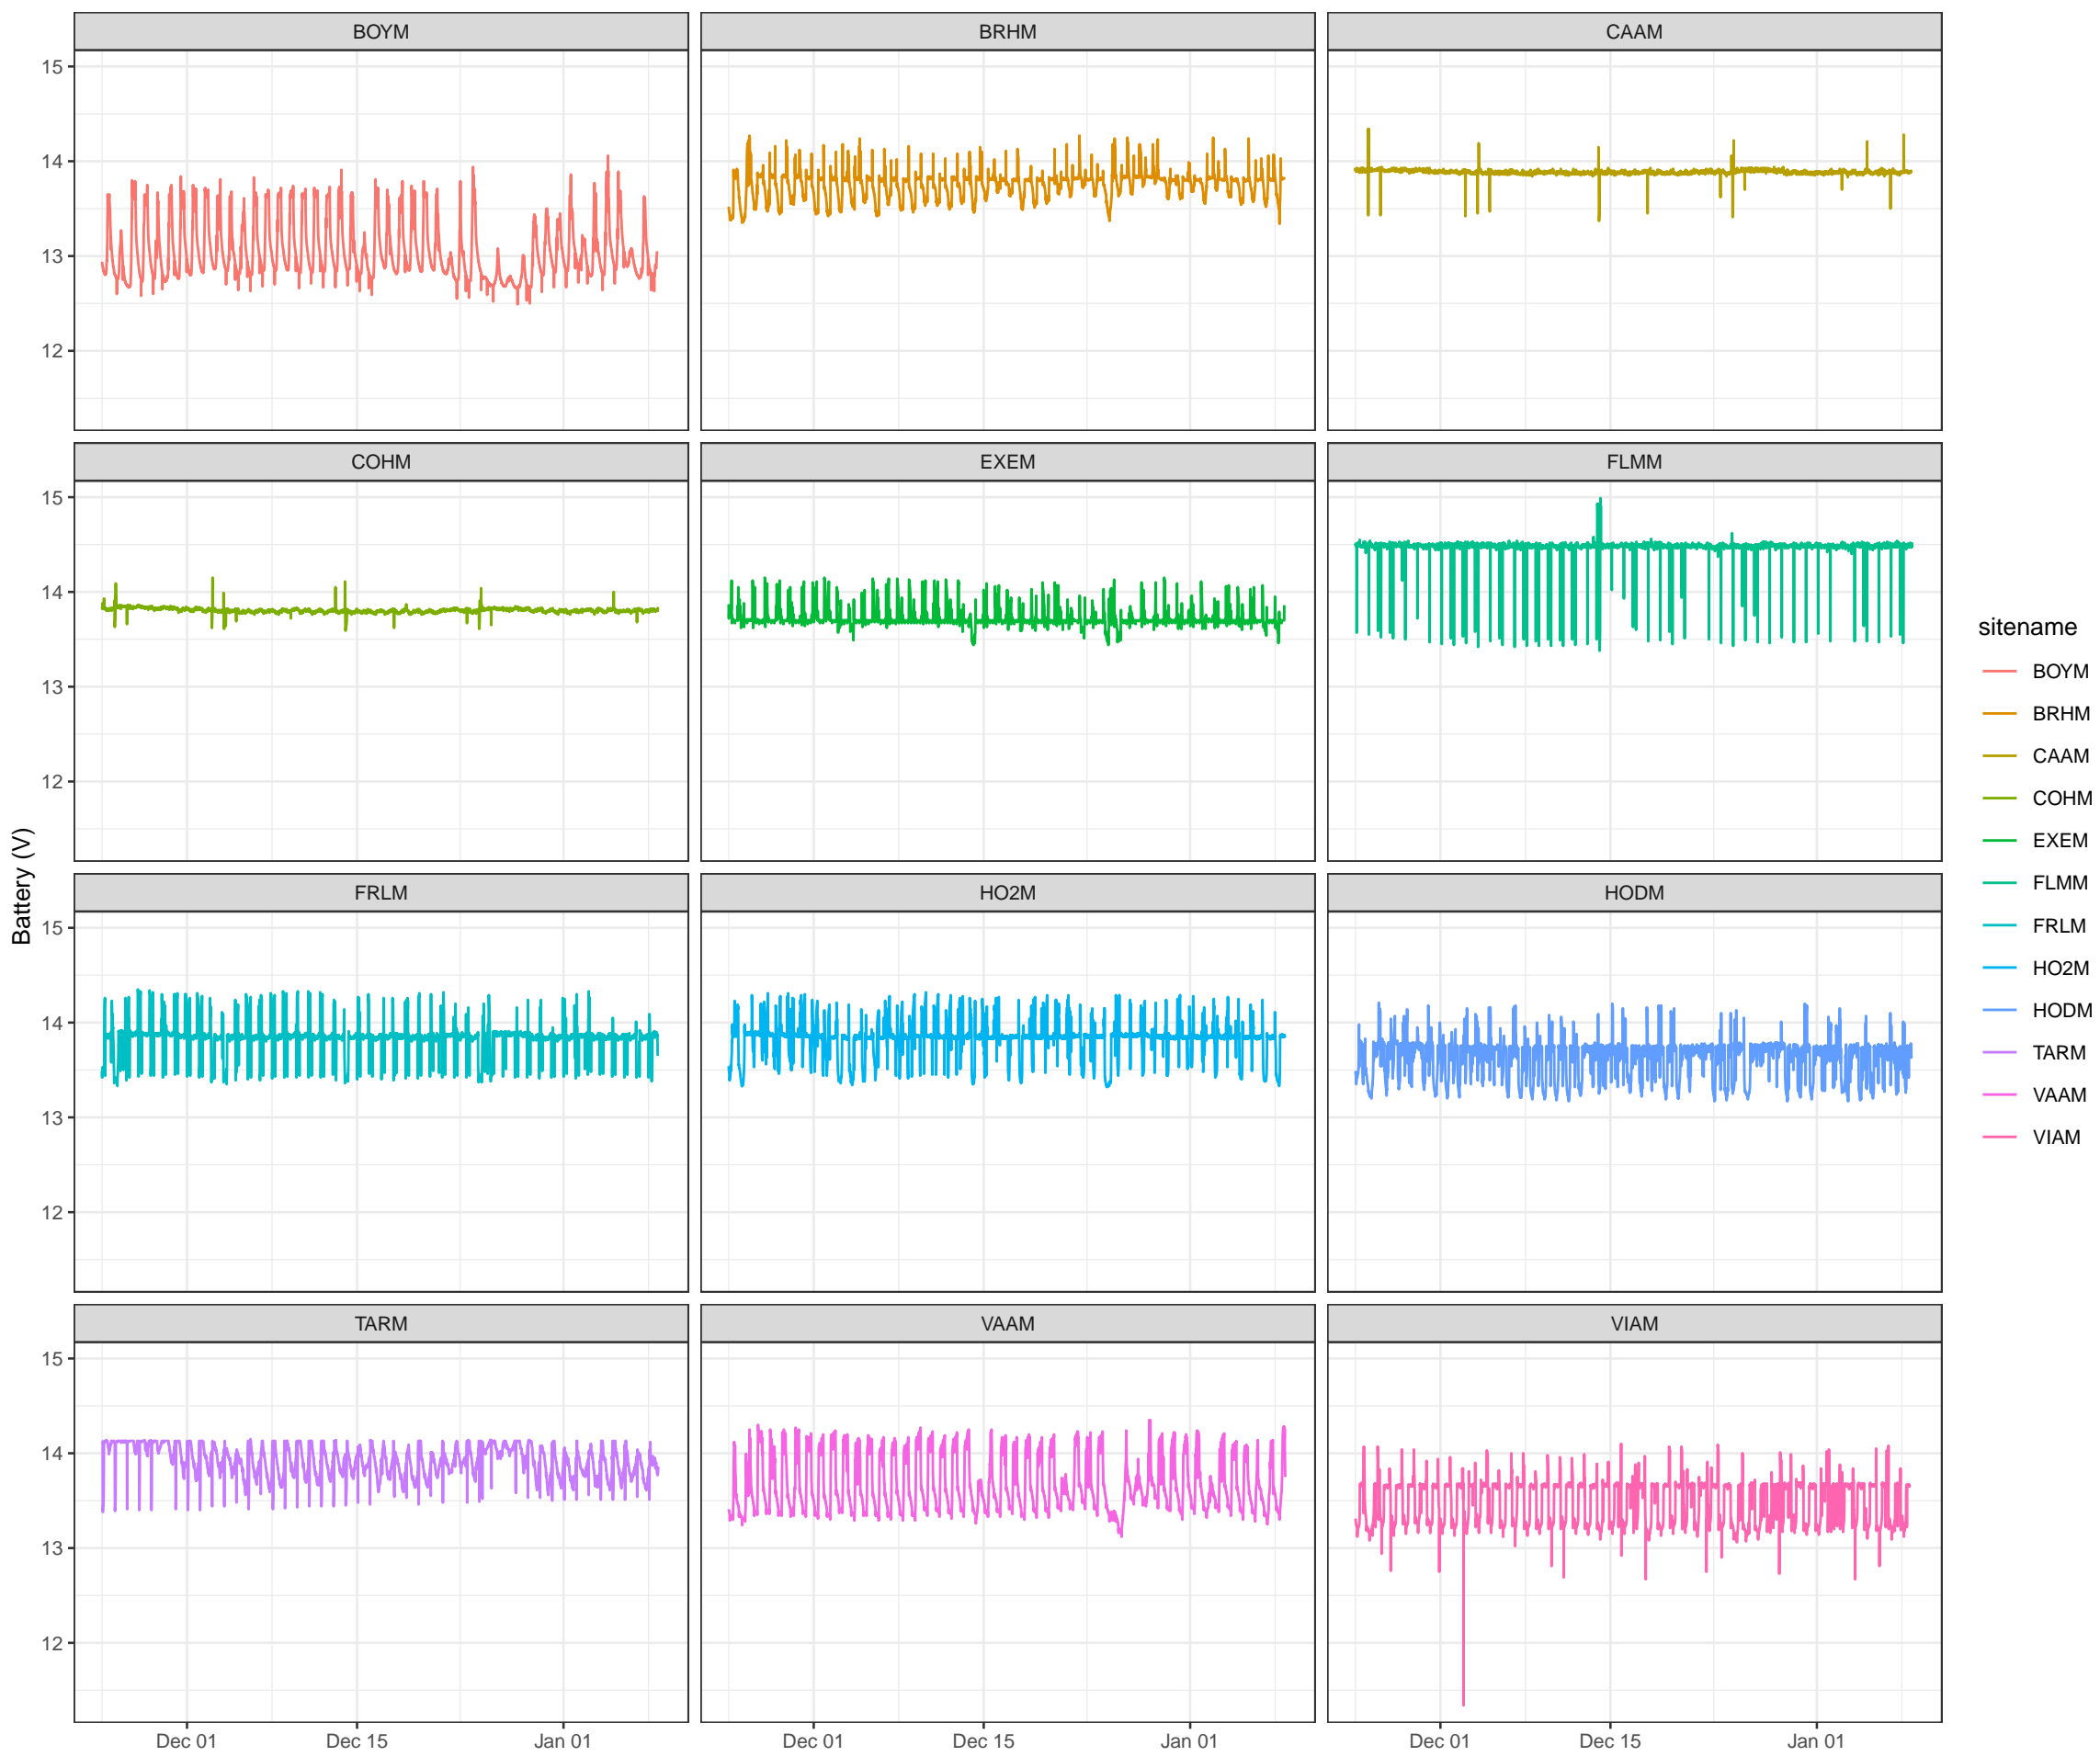 BOYM BRHM CAAM
15
14
13
12
COHM EXEM FLMM
15
14
13
12
Battery (V)
FRLM HO2M HODM
15
14
13
12
TARM VAAM VIAM
15
14
13
12
Dec 01 Dec 15 Jan 01 Dec 01 Dec 15 Jan 01 Dec 01 Dec 15 Jan 01
sitename
BOYM
BRHM
CAAM
COHM
EXEM
FLMM
FRLM
HO2M
HODM
TARM
VAAM
VIAM